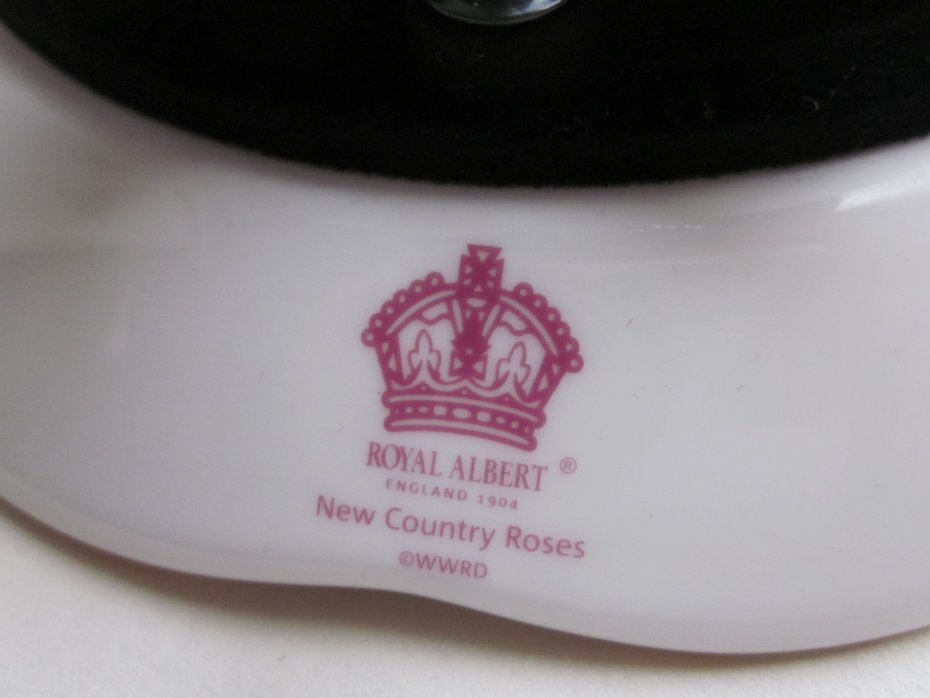 ROYAL ALBERT ®
ENGLAND 1904
New Country Roses
©WWRD